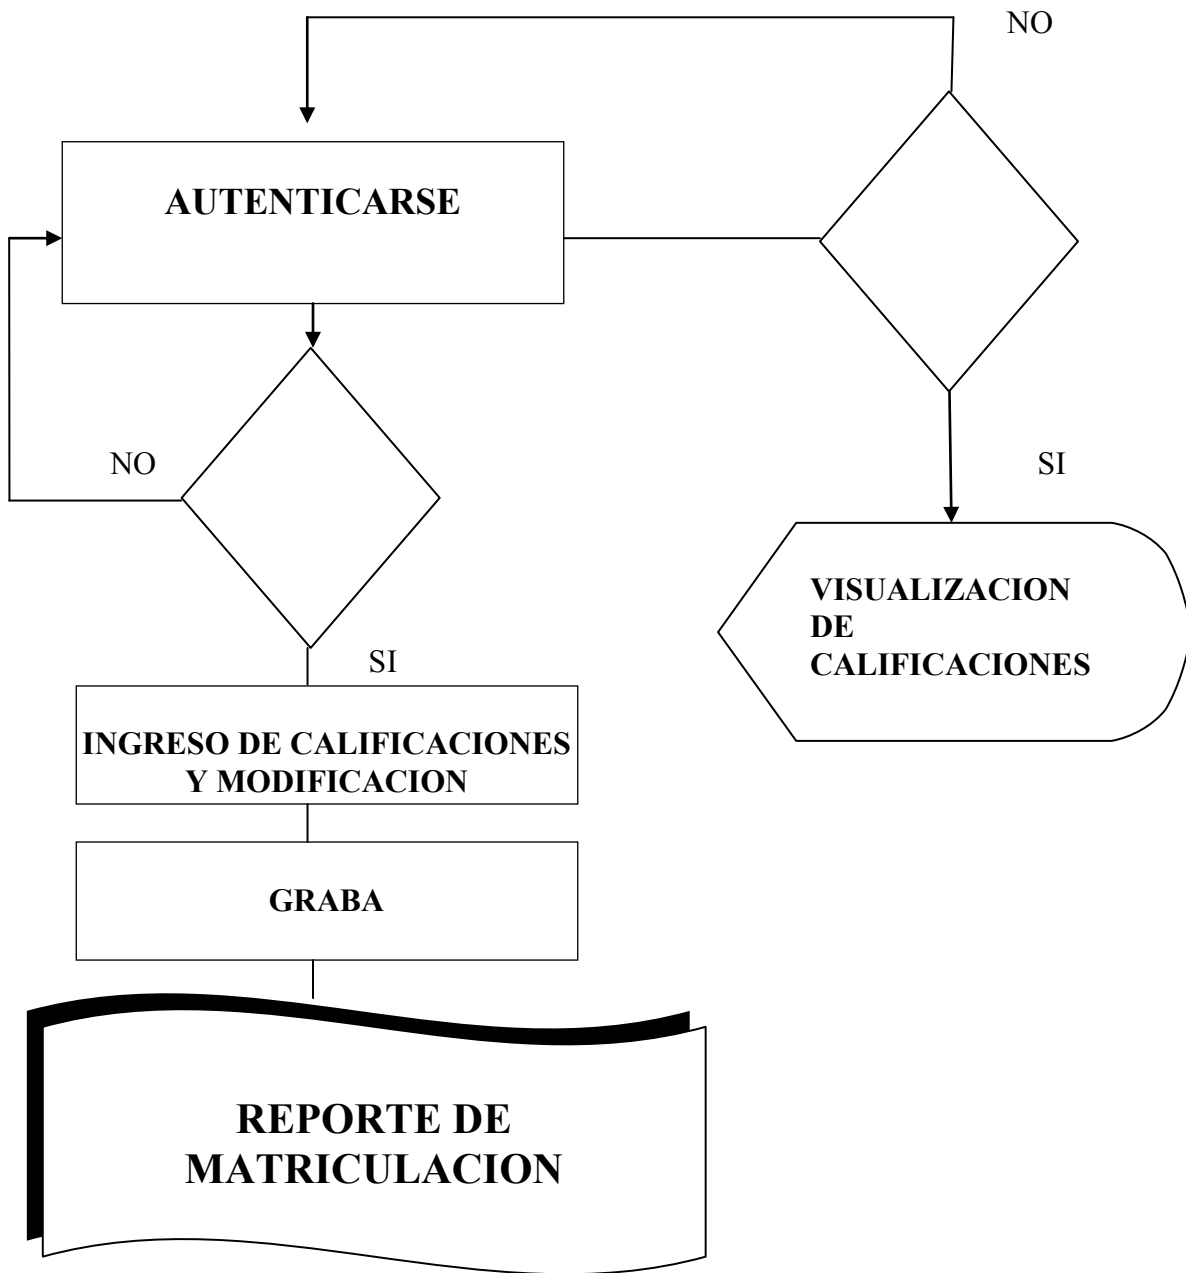 NO
AUTENTICARSE
NO
SI
SI
VISUALIZACION
DE
CALIFICACIONES
INGRESO DE CALIFICACIONES
Y MODIFICACION
GRABA
REPORTE DE
MATRICULACION